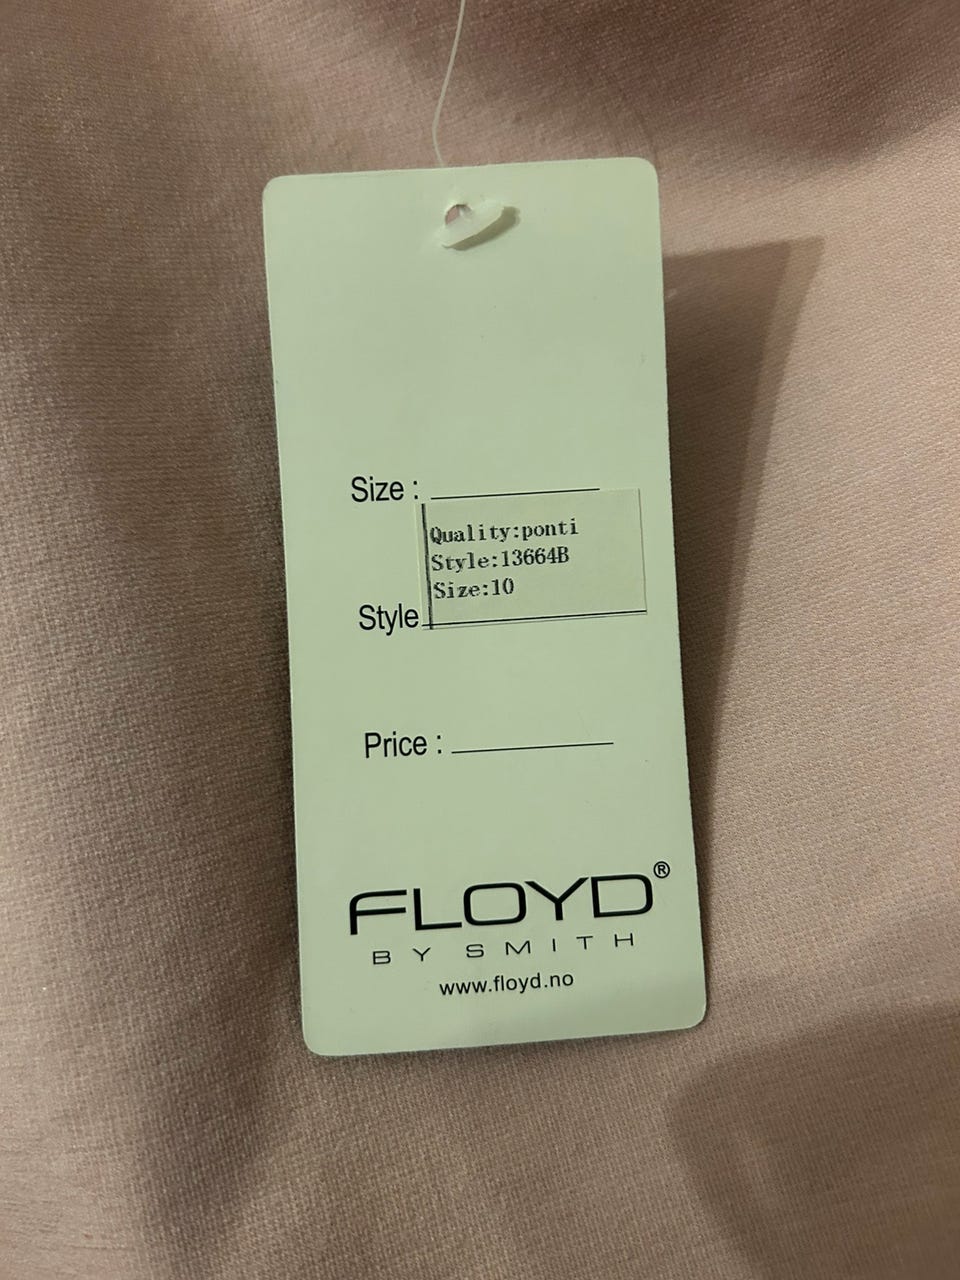 Size :
Quality:ponti
Style:13664B
Size:10
Style
Price :
FLOYD®
BY SMITH
www.floyd.no